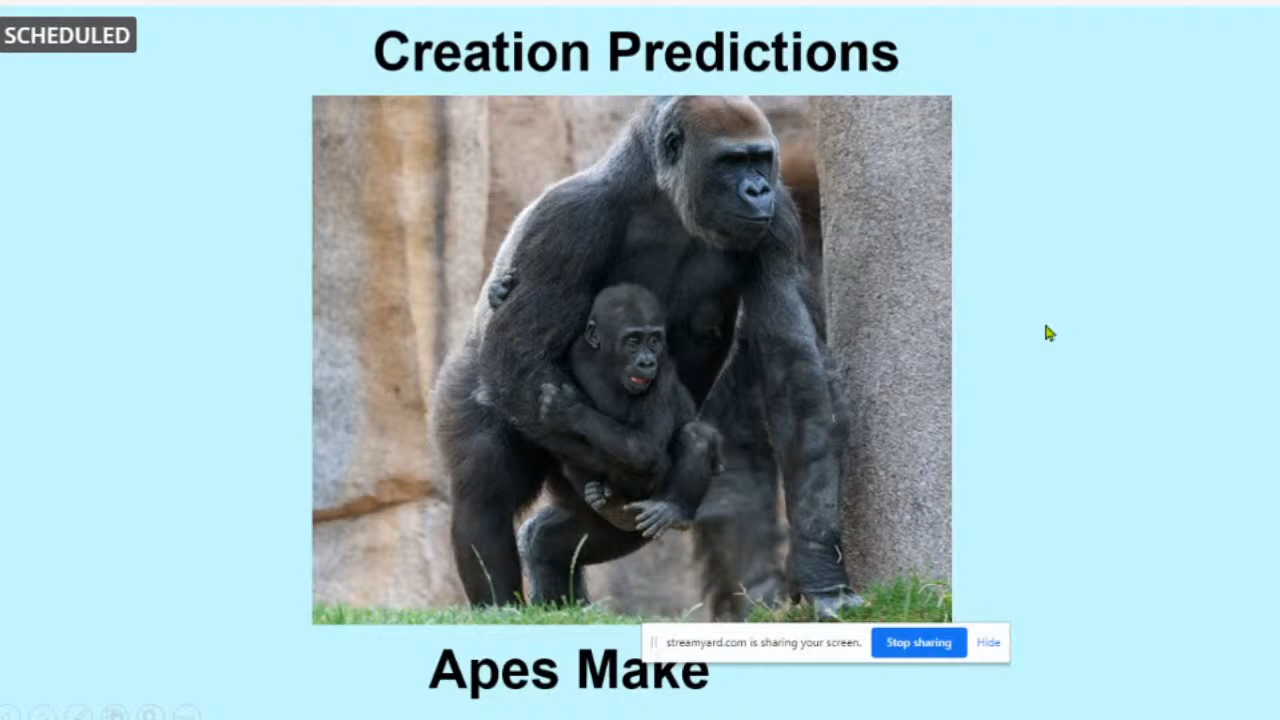 SCHEDULED
Creation Predictions
streamyard.com is sharing your screen.
Stop sharing
Hide
Apes Make